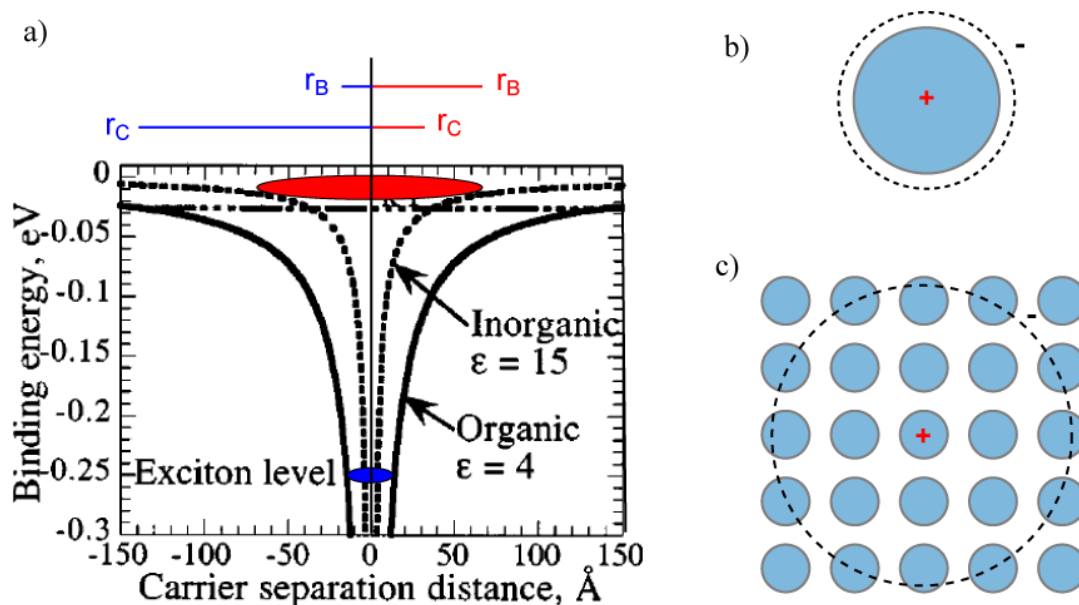 a)
r_B
r_B
r_C
r_C
0
-0.05
-0.1
-0.15
-0.2
-0.25
-0.3
Binding energy, eV
Inorganic
ε = 15
Organic
ε = 4
Exciton level
-150 -100 -50 0 50 100 150
Carrier separation distance, Å
b)
+
-
c)
-
+